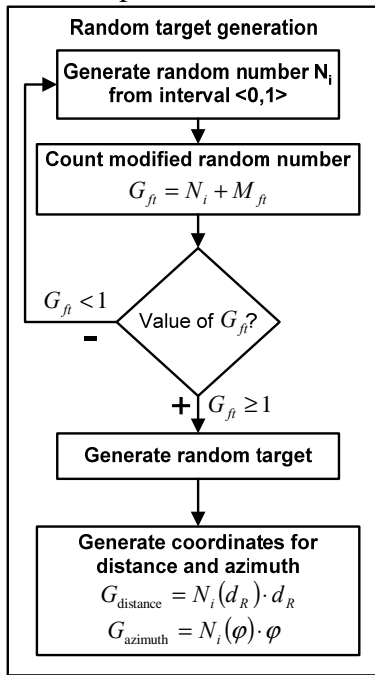 Random target generation
Generate random number Nᵢ
from interval <0,1>
Count modified random number
G_ft = N_i + M_ft
G_ft < 1
Value of G_ft?
-
+ G_ft ≥ 1
Generate random target
Generate coordinates for
distance and azimuth
G_distance = N_i(d_R) · d_R
G_azimuth = N_i(φ) · φ